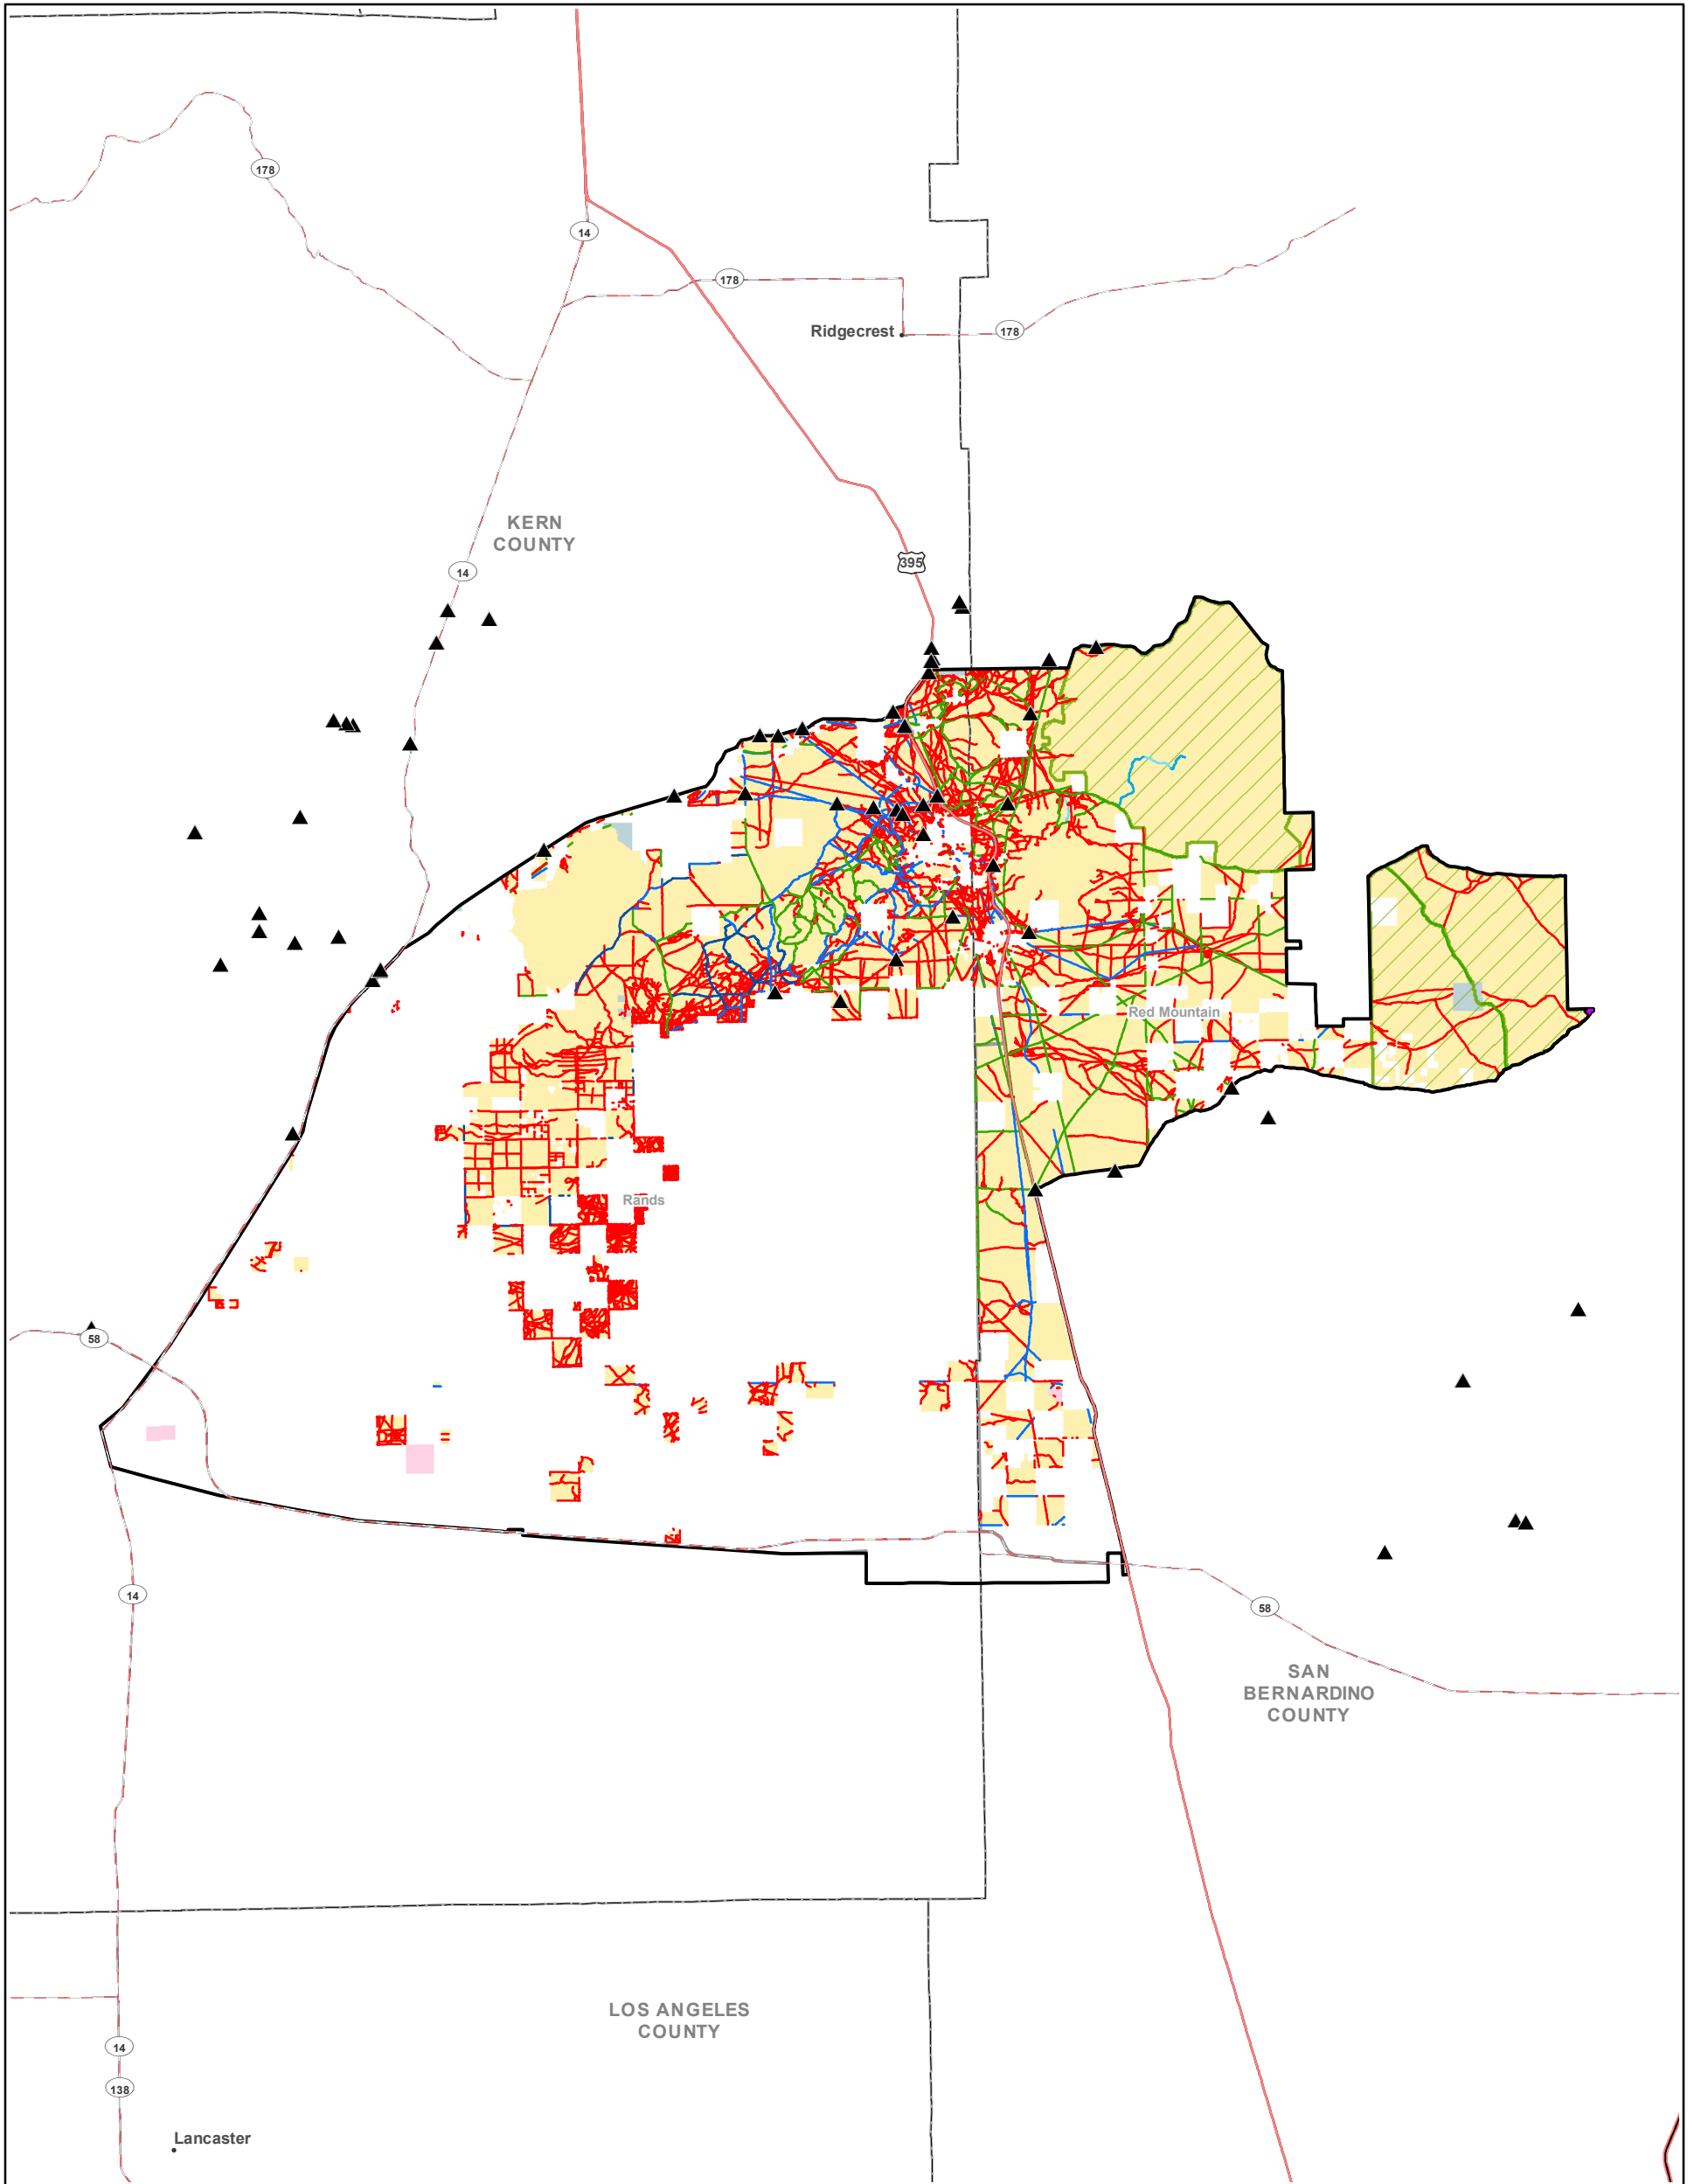 178
14
178
Ridgecrest
178
KERN
COUNTY
395
14
Red Mountain
Rands
58
14
58
SAN
BERNARDINO
COUNTY
LOS ANGELES
COUNTY
14
138
Lancaster